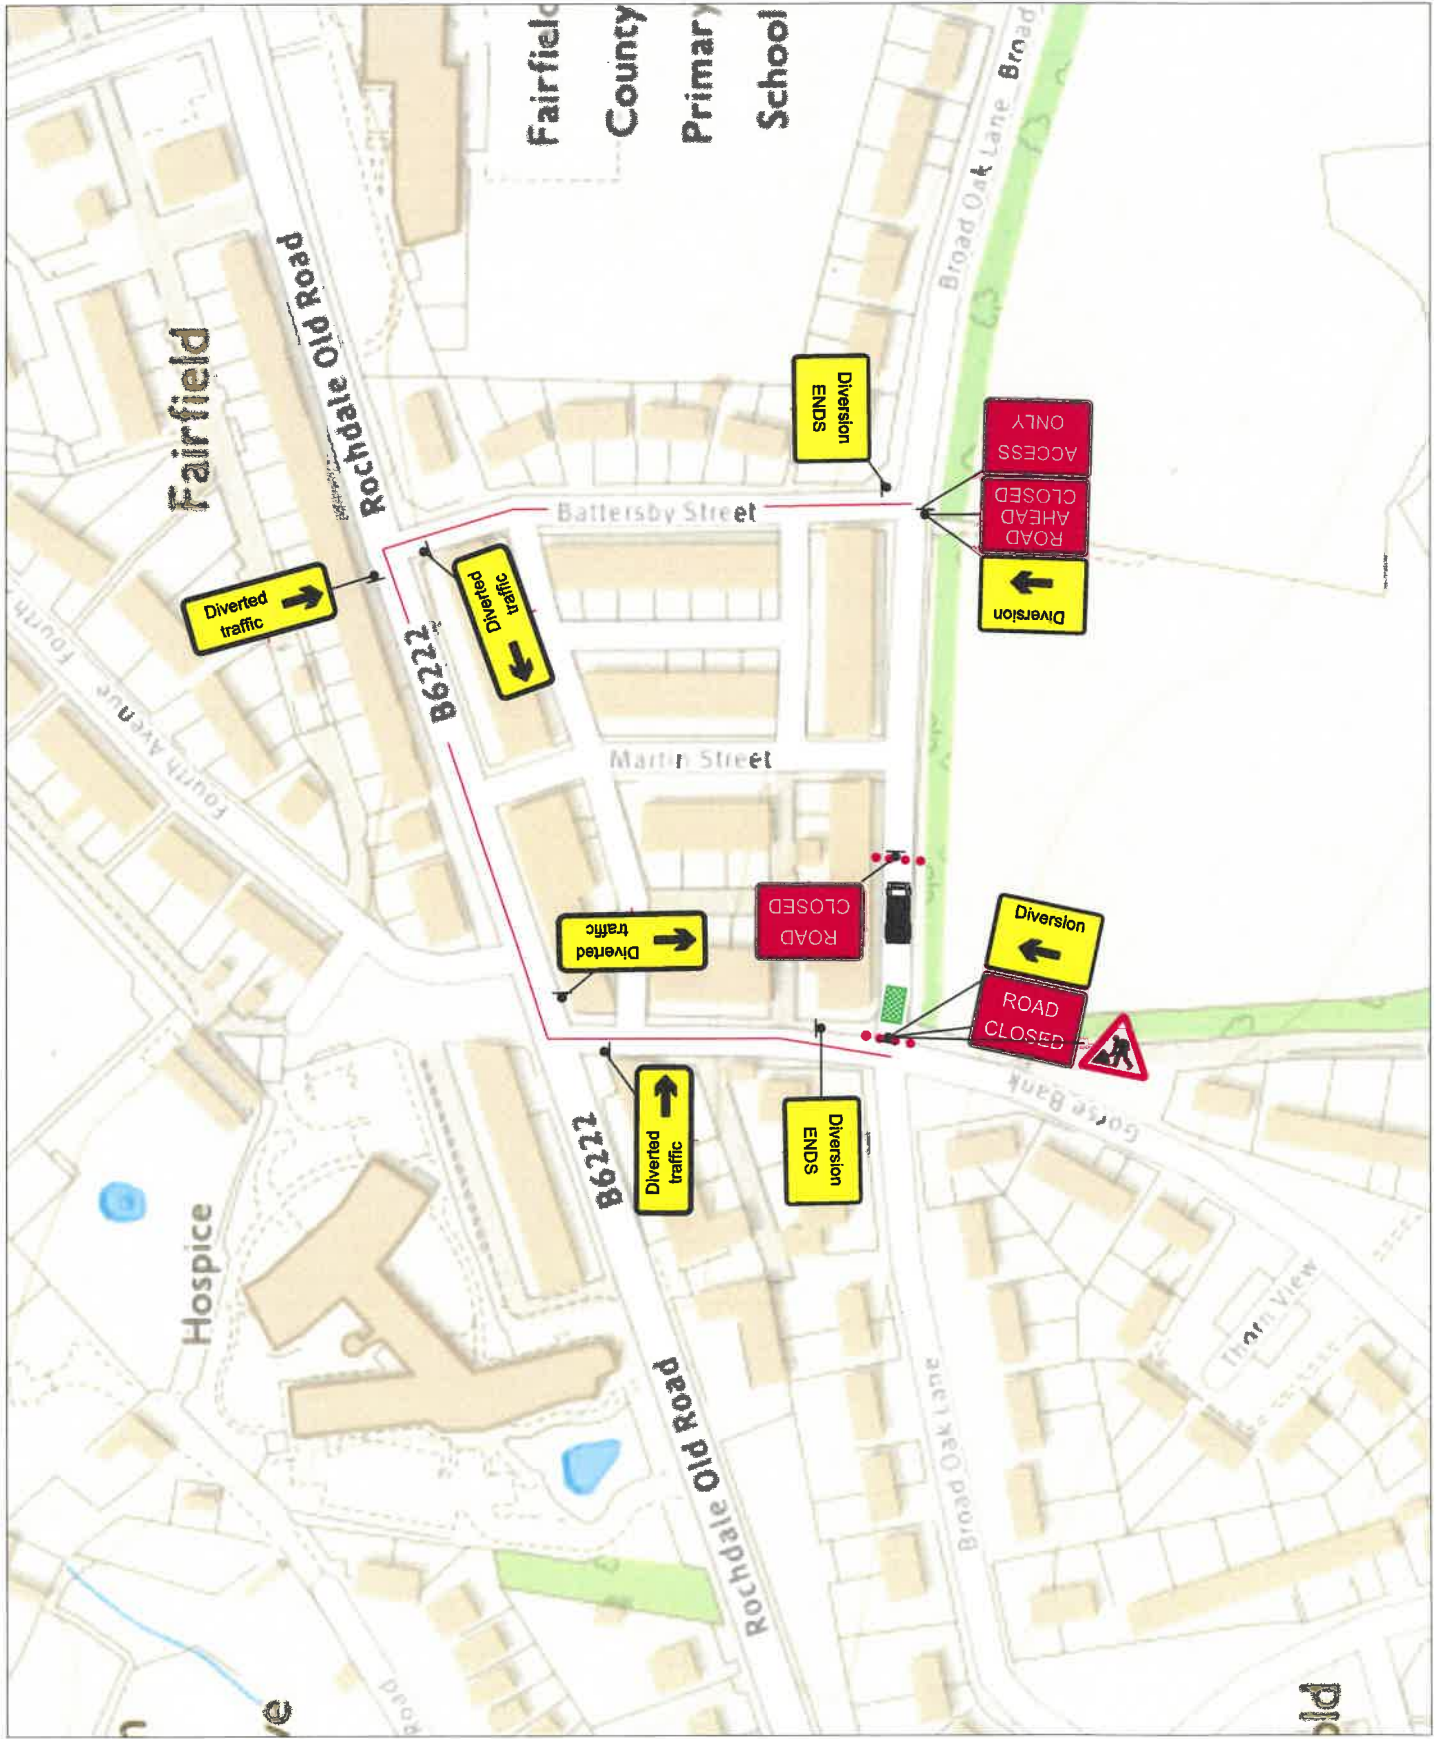 Fairfield
County
Primary
School
Broad Oak Lane
Broad
Fairfield
Rochdale Old Road
Diversion
ENDS
ACCESS
ONLY
ROAD
AHEAD
CLOSED
Diversion
Battersby Street
Diverted
traffic
Diverted
traffic
B6222
Fourth
Fourth Avenue
Martin Street
ROAD
CLOSED
Diverted
traffic
Diversion
ROAD
CLOSED
Gorse Bank
Diverted
traffic
B6222
Diversion
ENDS
Hospice
Thorn View
Rochdale Old Road
Broad Oak Lane
Road